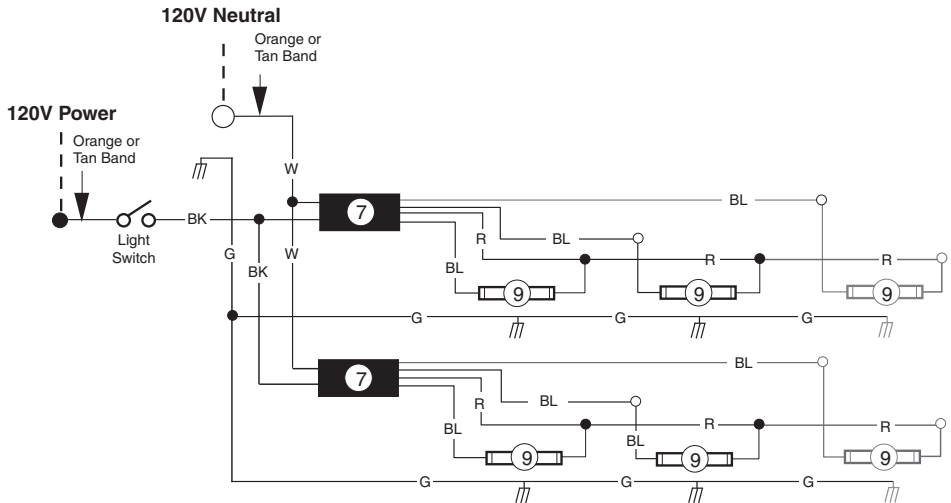 120V Neutral
Orange or
Tan Band
120V Power
Orange or
Tan Band
W
BL
7
BK
R
BL
Light
Switch
G
W
R
R
BK
BL
9
9
9
G
G
G
BL
7
R
BL
R
R
BL
BL
9
9
9
G
G
G